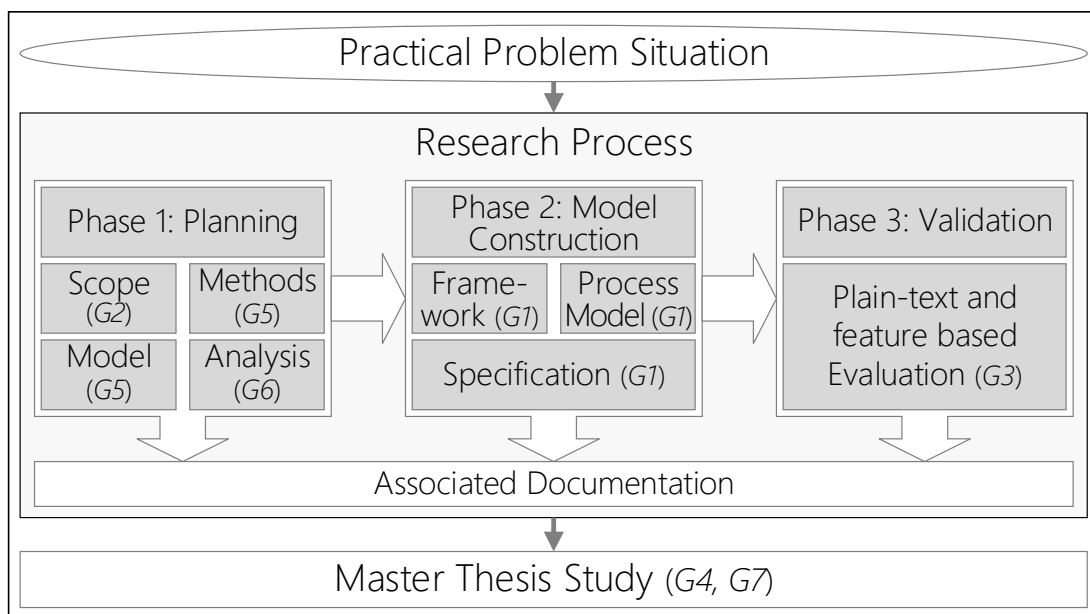 Practical Problem Situation
Research Process
Phase 1: Planning
Scope
(G2)
Methods
(G5)
Model
(G5)
Analysis
(G6)
Phase 2: Model
Construction
Frame-
work (G1)
Process
Model (G1)
Specification (G1)
Phase 3: Validation
Plain-text and
feature based
Evaluation (G3)
Associated Documentation
Master Thesis Study (G4, G7)